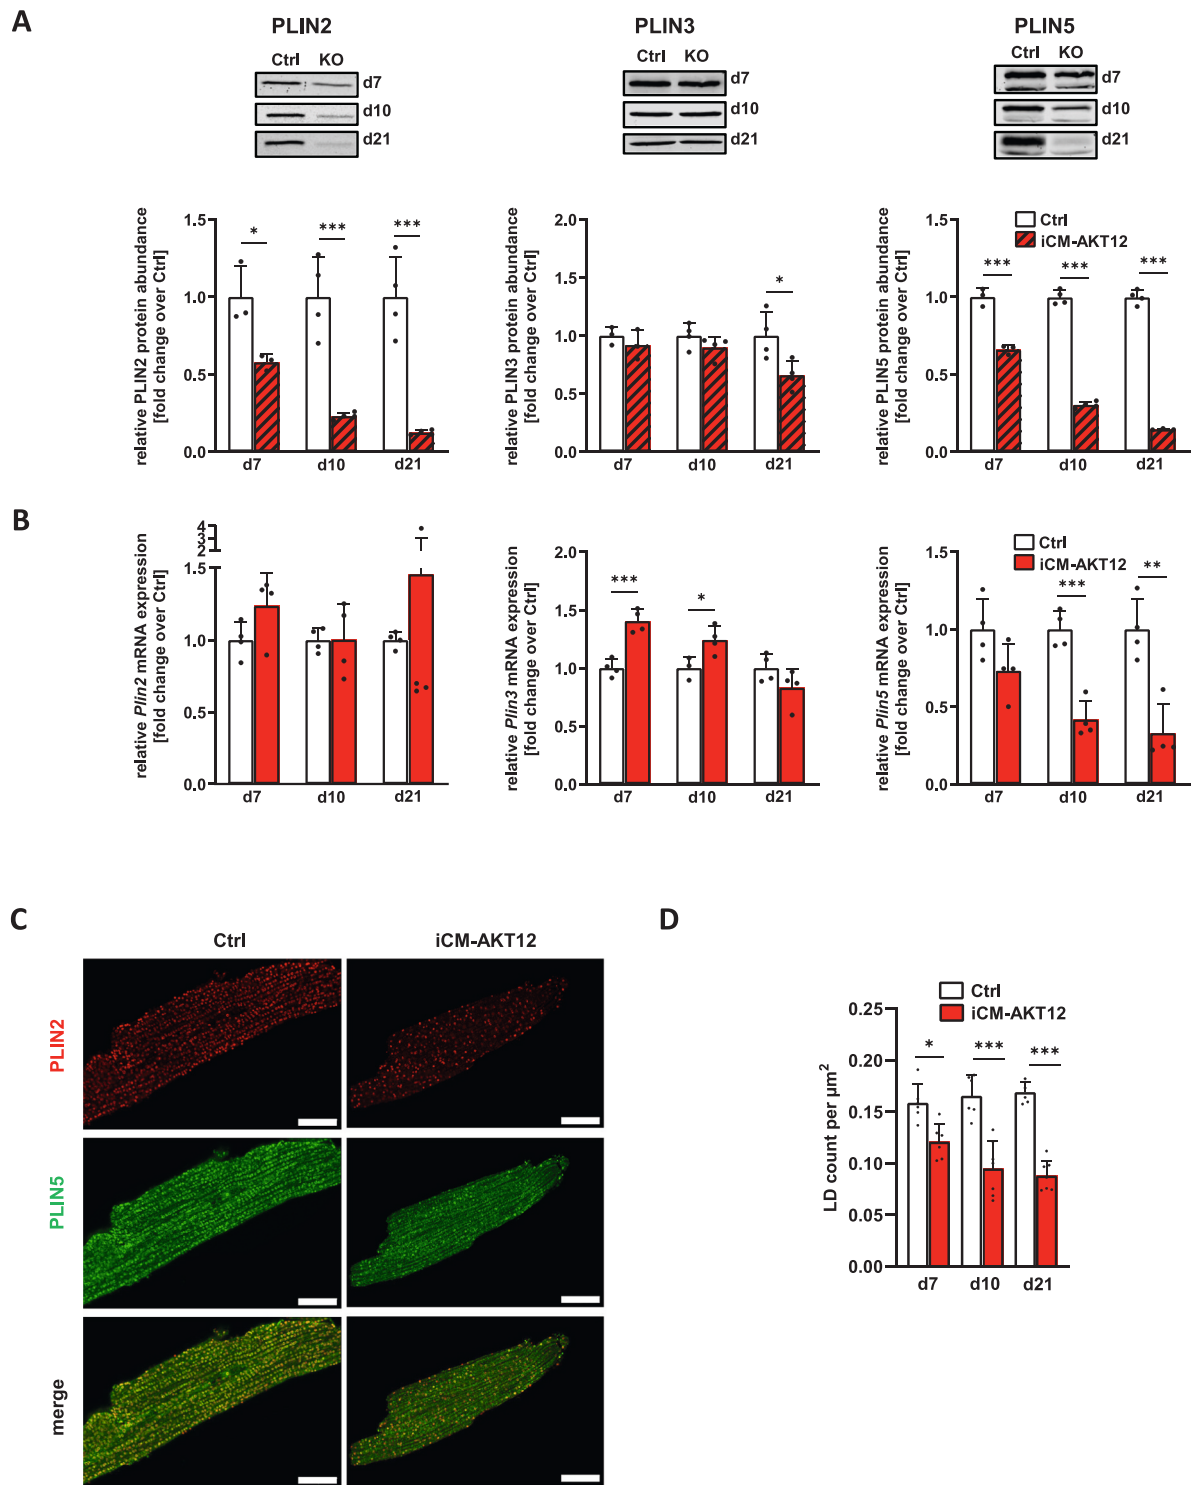 A
PLIN2
PLIN3
PLIN5
Ctrl KO
Ctrl KO
Ctrl KO
d7
d10
d21
d7
d10
d21
d7
d10
d21
relative PLIN2 protein abundance
[fold change over Ctrl]
1.5
1.0
0.5
0.0
*
***
***
d7 d10 d21
relative PLIN3 protein abundance
[fold change over Ctrl]
2.0
1.5
1.0
0.5
0.0
*
d7 d10 d21
relative PLIN5 protein abundance
[fold change over Ctrl]
1.5
1.0
0.5
0.0
Ctrl
iCM-AKT12
***
***
***
d7 d10 d21
B
relative Plin2 mRNA expression
[fold change over Ctrl]
4
3
2
1.5
1.0
0.5
0.0
d7 d10 d21
relative Plin3 mRNA expression
[fold change over Ctrl]
2.0
1.5
1.0
0.5
0.0
***
*
d7 d10 d21
relative Plin5 mRNA expression
[fold change over Ctrl]
1.5
1.0
0.5
0.0
Ctrl
iCM-AKT12
***
**
d7 d10 d21
C
Ctrl
iCM-AKT12
PLIN2
PLIN5
merge
D
Ctrl
iCM-AKT12
LD count per µm²
0.25
0.20
0.15
0.10
0.05
0.00
*
***
***
d7 d10 d21